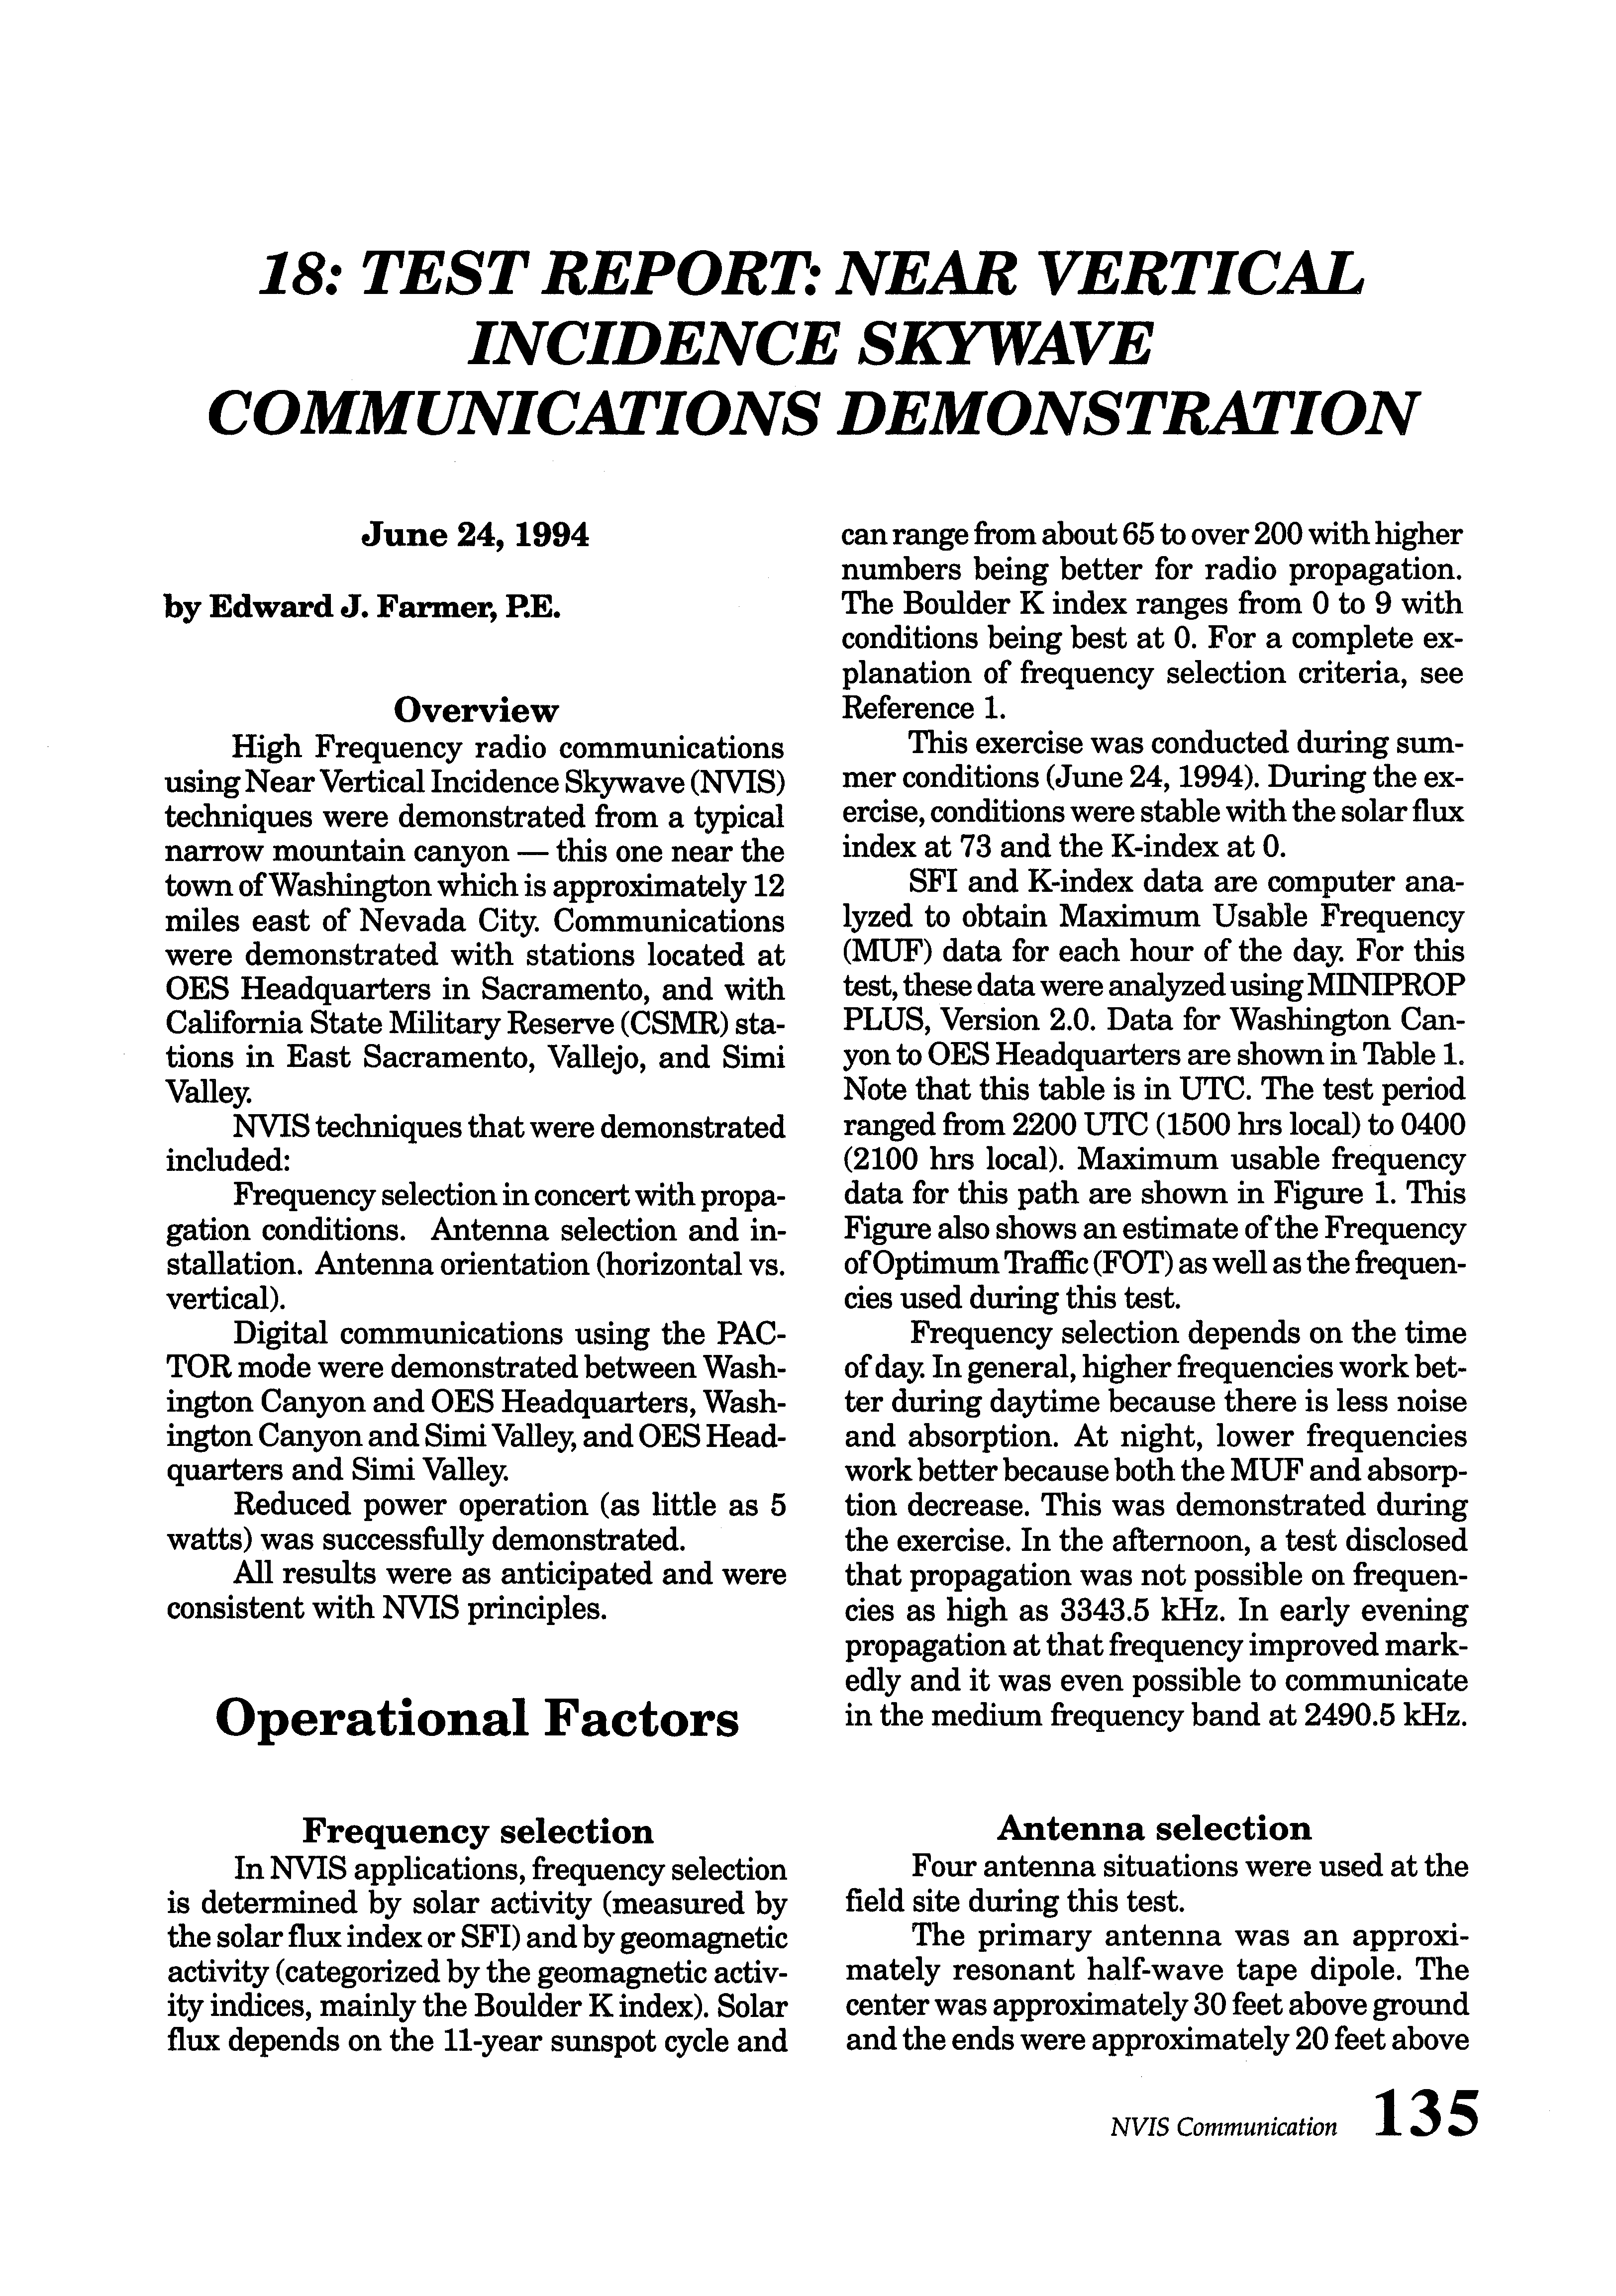 18: TEST REPORT: NEAR VERTICAL
INCIDENCE SKYWAVE
COMMUNICATIONS DEMONSTRATION
June 24, 1994
by Edward J. Farmer, P.E.
Overview
High Frequency radio communications
using Near Vertical Incidence Skywave (NVIS)
techniques were demonstrated from a typical
narrow mountain canyon — this one near the
town of Washington which is approximately 12
miles east of Nevada City. Communications
were demonstrated with stations located at
OES Headquarters in Sacramento, and with
California State Military Reserve (CSMR) sta-
tions in East Sacramento, Vallejo, and Simi
Valley.
NVIS techniques that were demonstrated
included:
Frequency selection in concert with propa-
gation conditions. Antenna selection and in-
stallation. Antenna orientation (horizontal vs.
vertical).
Digital communications using the PAC-
TOR mode were demonstrated between Wash-
ington Canyon and OES Headquarters, Wash-
ington Canyon and Simi Valley, and OES Head-
quarters and Simi Valley.
Reduced power operation (as little as 5
watts) was successfully demonstrated.
All results were as anticipated and were
consistent with NVIS principles.
Operational Factors
Frequency selection
In NVIS applications, frequency selection
is determined by solar activity (measured by
the solar flux index or SFI) and by geomagnetic
activity (categorized by the geomagnetic activ-
ity indices, mainly the Boulder K index). Solar
flux depends on the 11-year sunspot cycle and
can range from about 65 to over 200 with higher
numbers being better for radio propagation.
The Boulder K index ranges from 0 to 9 with
conditions being best at 0. For a complete ex-
planation of frequency selection criteria, see
Reference 1.
This exercise was conducted during sum-
mer conditions (June 24, 1994). During the ex-
ercise, conditions were stable with the solar flux
index at 73 and the K-index at 0.
SFI and K-index data are computer ana-
lyzed to obtain Maximum Usable Frequency
(MUF) data for each hour of the day. For this
test, these data were analyzed using MINIPROP
PLUS, Version 2.0. Data for Washington Can-
yon to OES Headquarters are shown in Table 1.
Note that this table is in UTC. The test period
ranged from 2200 UTC (1500 hrs local) to 0400
(2100 hrs local). Maximum usable frequency
data for this path are shown in Figure 1. This
Figure also shows an estimate of the Frequency
of Optimum Traffic (FOT) as well as the frequen-
cies used during this test.
Frequency selection depends on the time
of day. In general, higher frequencies work bet-
ter during daytime because there is less noise
and absorption. At night, lower frequencies
work better because both the MUF and absorp-
tion decrease. This was demonstrated during
the exercise. In the afternoon, a test disclosed
that propagation was not possible on frequen-
cies as high as 3343.5 kHz. In early evening
propagation at that frequency improved mark-
edly and it was even possible to communicate
in the medium frequency band at 2490.5 kHz.
Antenna selection
Four antenna situations were used at the
field site during this test.
The primary antenna was an approxi-
mately resonant half-wave tape dipole. The
center was approximately 30 feet above ground
and the ends were approximately 20 feet above
NVIS Communication 135